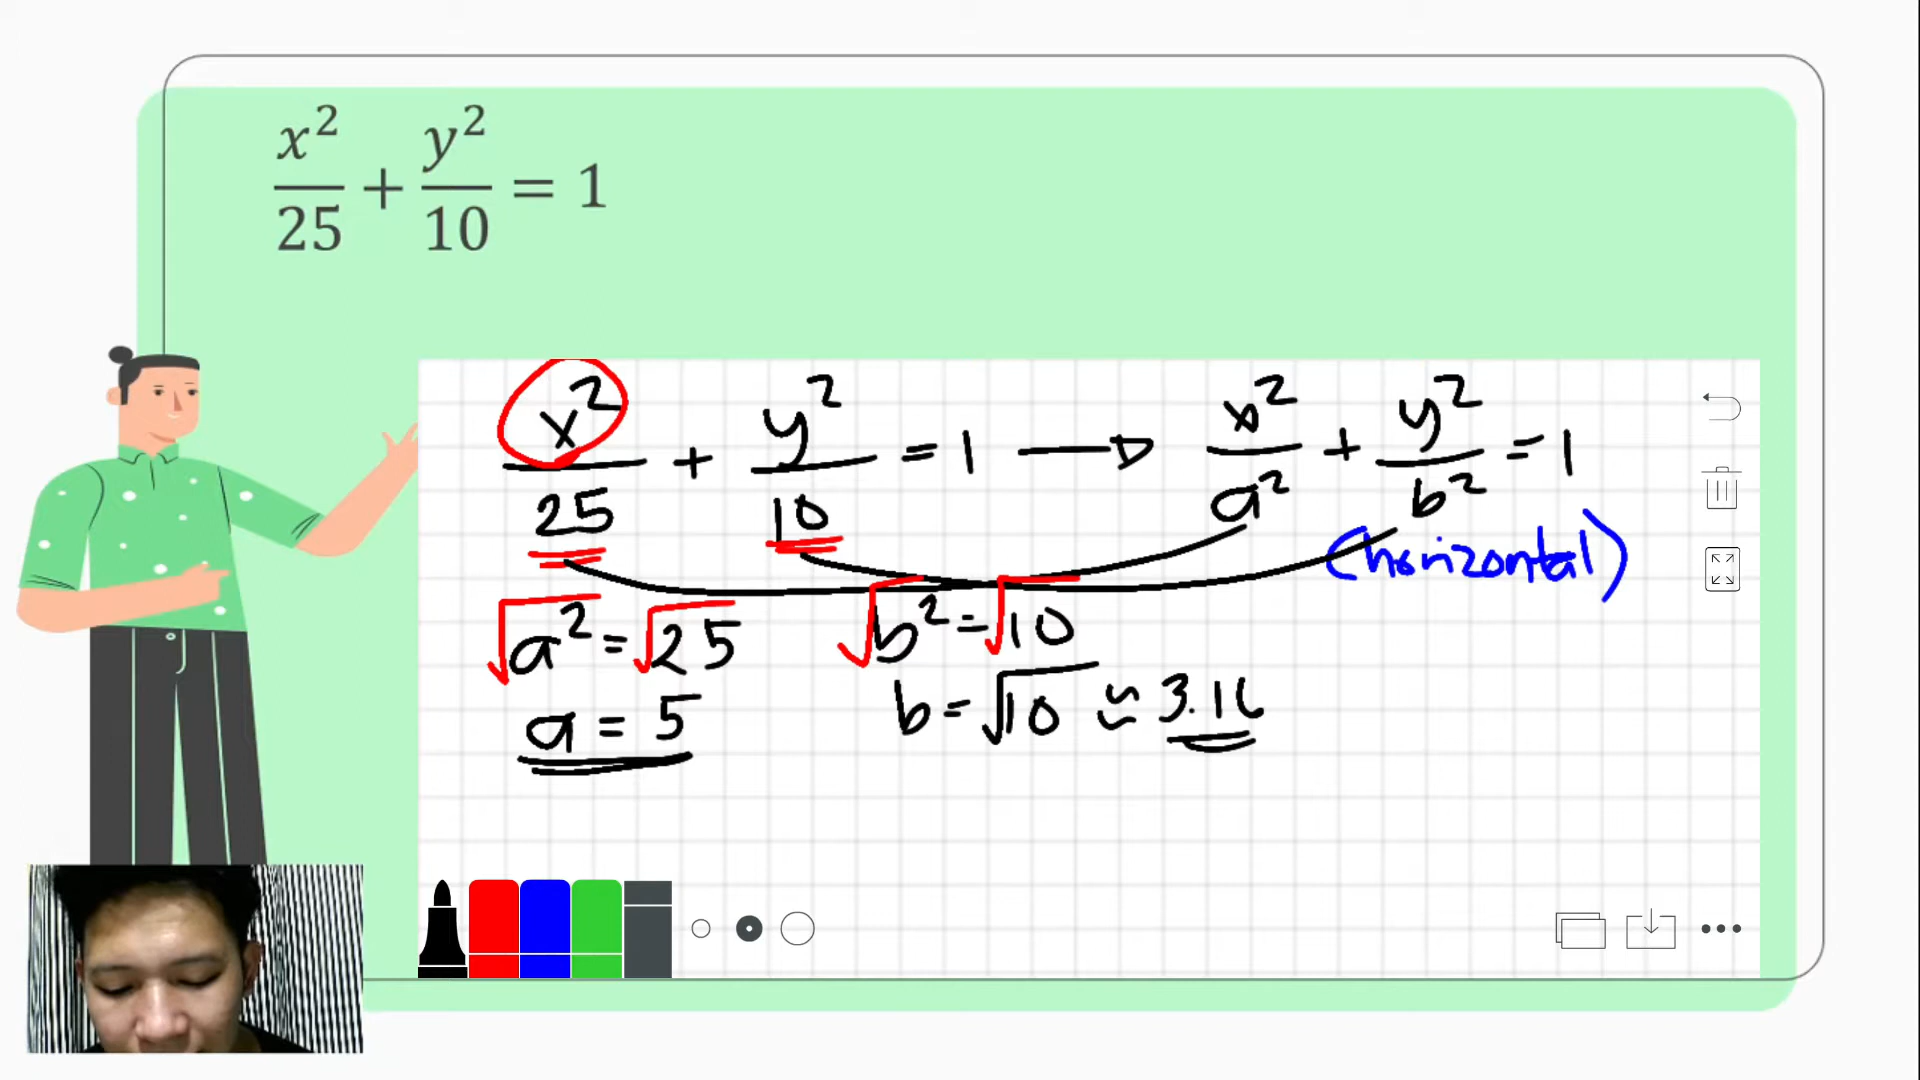 x²/25 + y²/10 = 1
x²/25 + y²/10 = 1 → x²/a² + y²/b² = 1
(horizontal)
√a² = √25 √b² = √10
a = 5 b = √10 ≈ 3.16